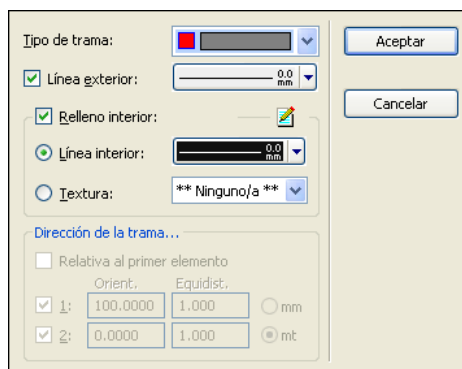 Tipo de trama:
Aceptar
Línea exterior: 0.0 mm
Cancelar
Relleno interior:
Línea interior: 0.0 mm
Textura: ** Ninguno/a **
Dirección de la trama...
Relativa al primer elemento
Orient. Equidist.
1: 100.0000 1.000 mm
2: 0.0000 1.000 mt